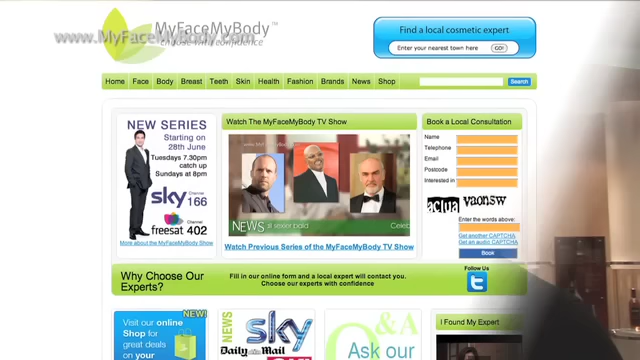 www.MyFaceMyBody.com
MyFaceMyBody™
choose with confidence
Find a local cosmetic expert
Enter your nearest town here
GO!
Home Face Body Breast Teeth Skin Health Fashion Brands News Shop
Search
NEW SERIES
Starting on
28th June
Tuesdays 7.30pm
catch up
Sundays at 8pm
sky Channel 166
Channel
freesat 402
More about the MyFaceMyBody Show
Watch The MyFaceMyBody TV Show
NEWS
Watch Previous Series of the MyFaceMyBody TV Show
Book a Local Consultation
Name
Telephone
Email
Postcode
Interested in
Enter the words above:
Get another CAPTCHA
Get an audio CAPTCHA
Book
Why Choose Our
Experts?
Fill in our online form and a local expert will contact you.
Choose our experts with confidence
Follow Us
NEW!
Visit our online
Shop for
great deals
on your
NEWS
sky
Daily Mail
Q&A
Ask our
I Found My Expert